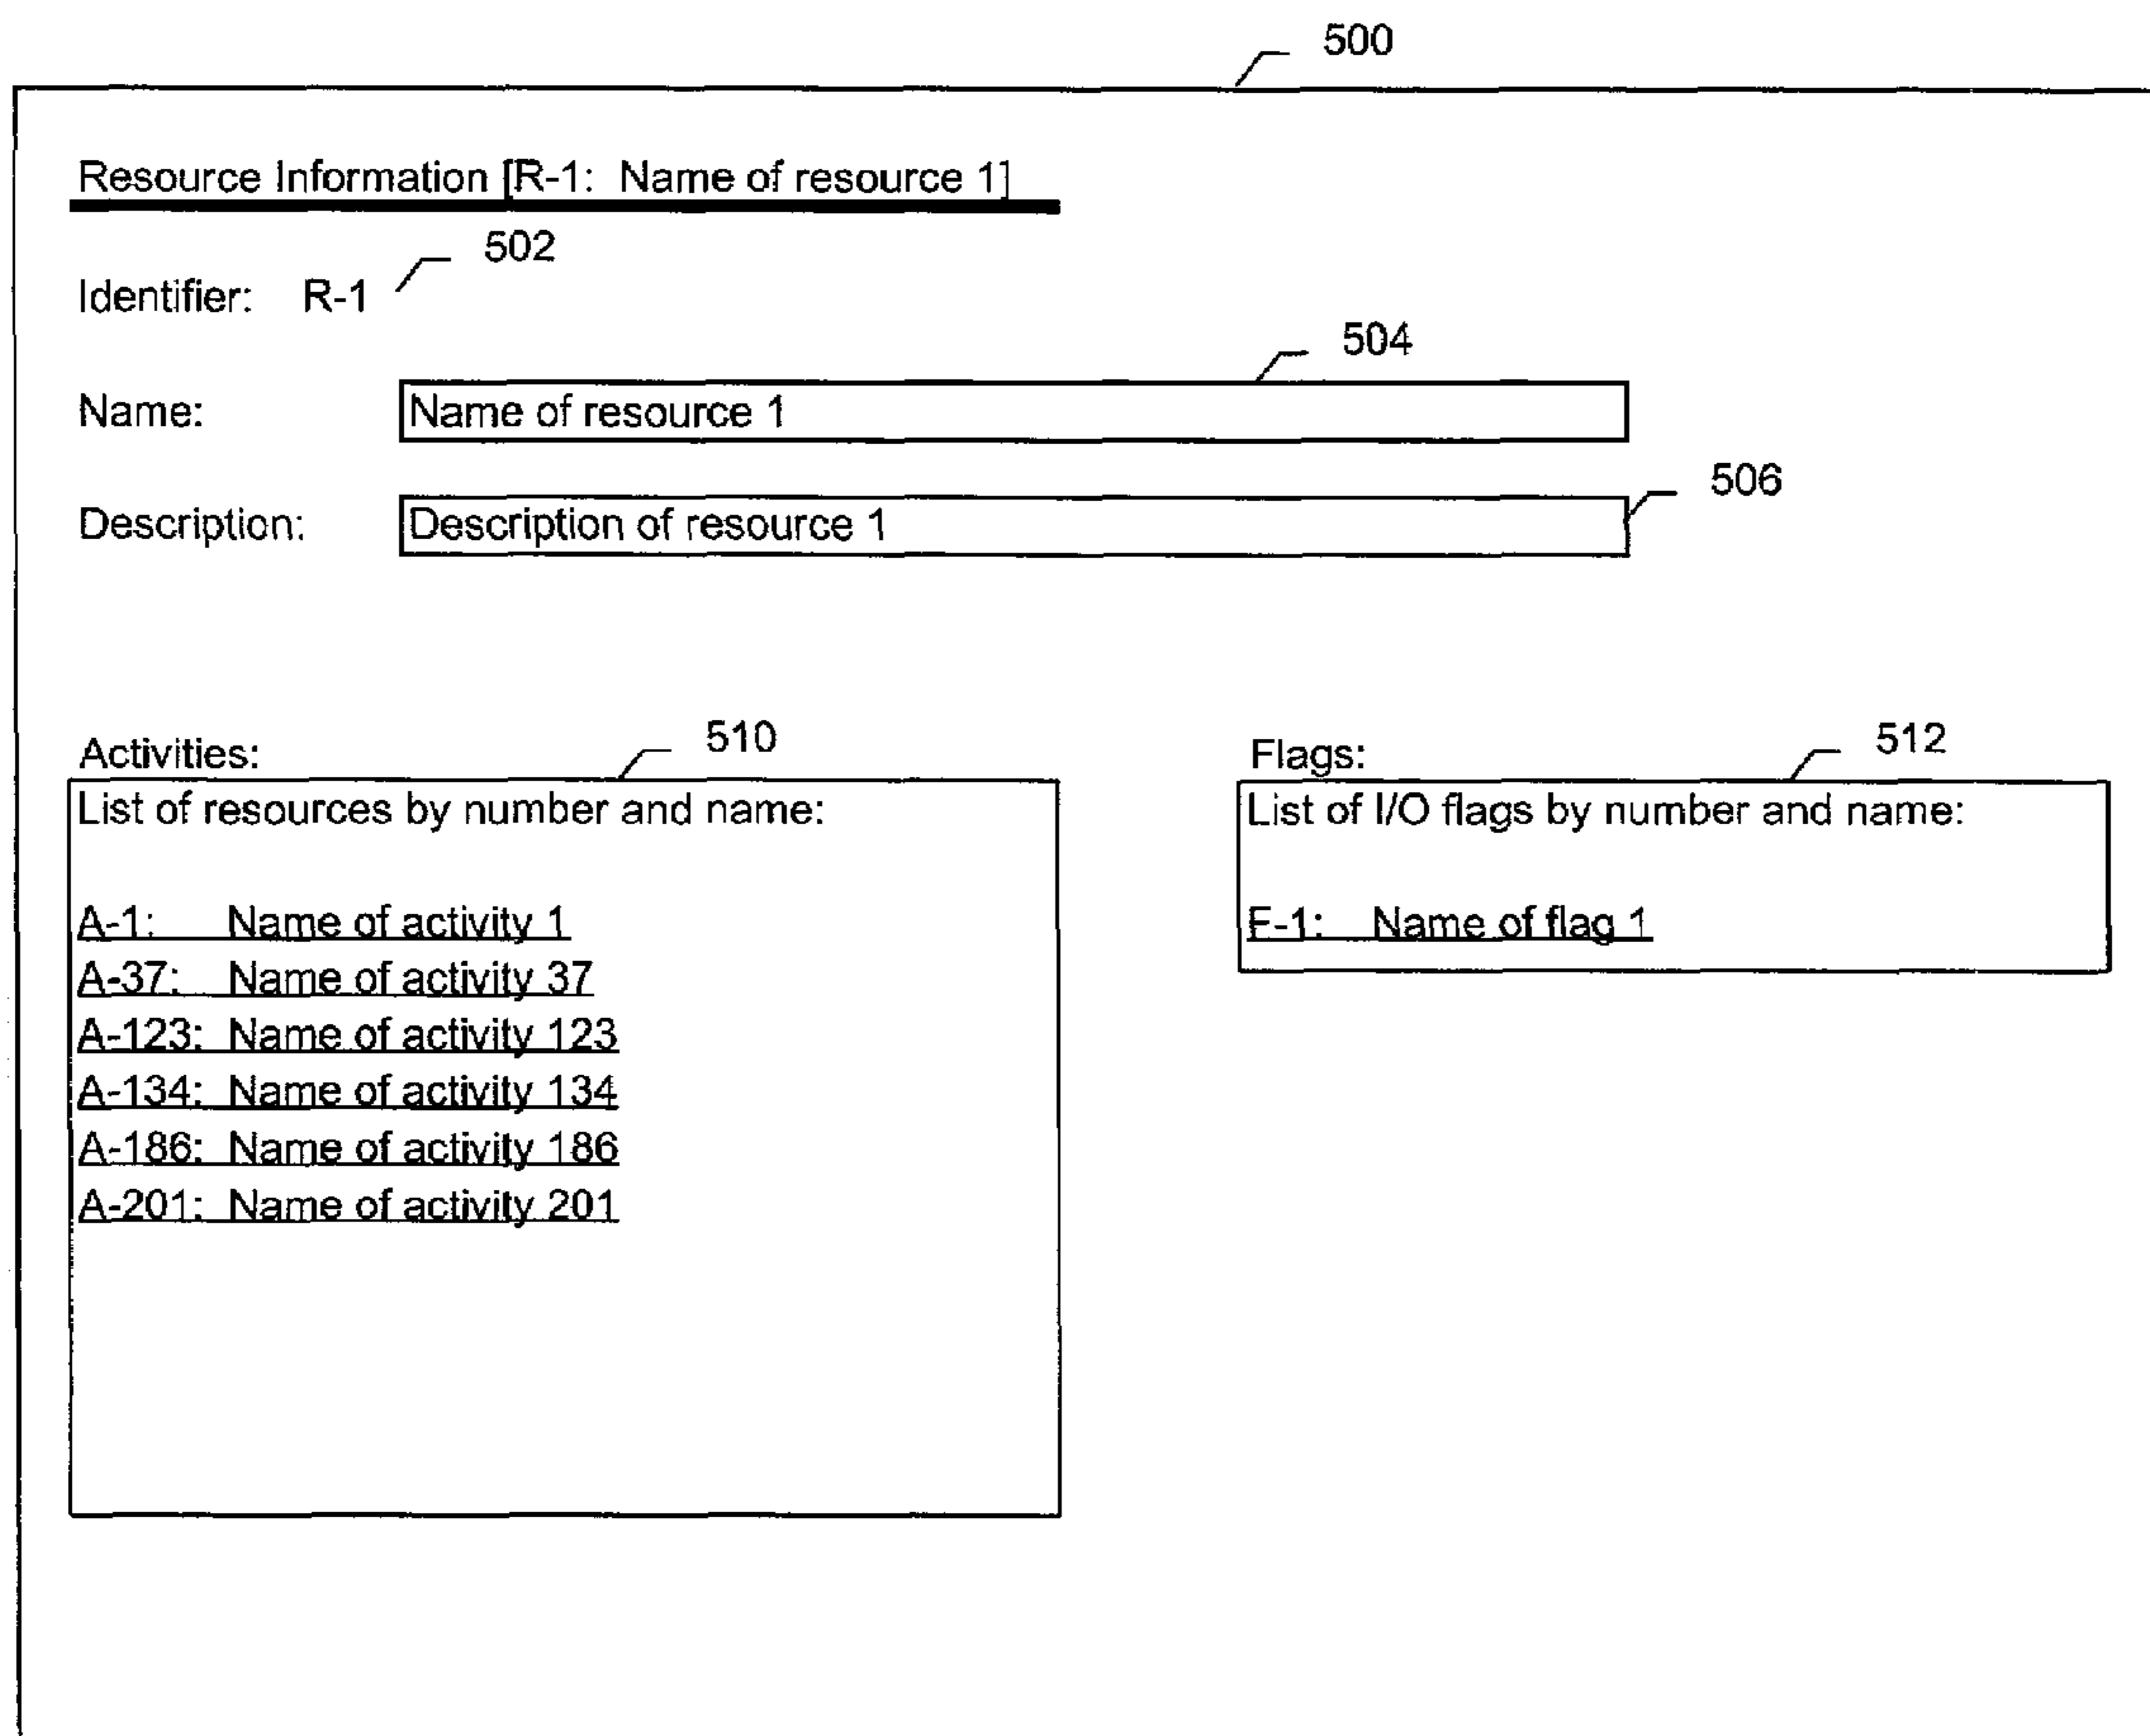 500
Resource Information [R-1: Name of resource 1]
502
Identifier: R-1
504
Name: Name of resource 1
506
Description: Description of resource 1
Activities: 510
List of resources by number and name:
A-1: Name of activity 1
A-37: Name of activity 37
A-123: Name of activity 123
A-134: Name of activity 134
A-186: Name of activity 186
A-201: Name of activity 201
Flags: 512
List of I/O flags by number and name:
F-1: Name of flag 1